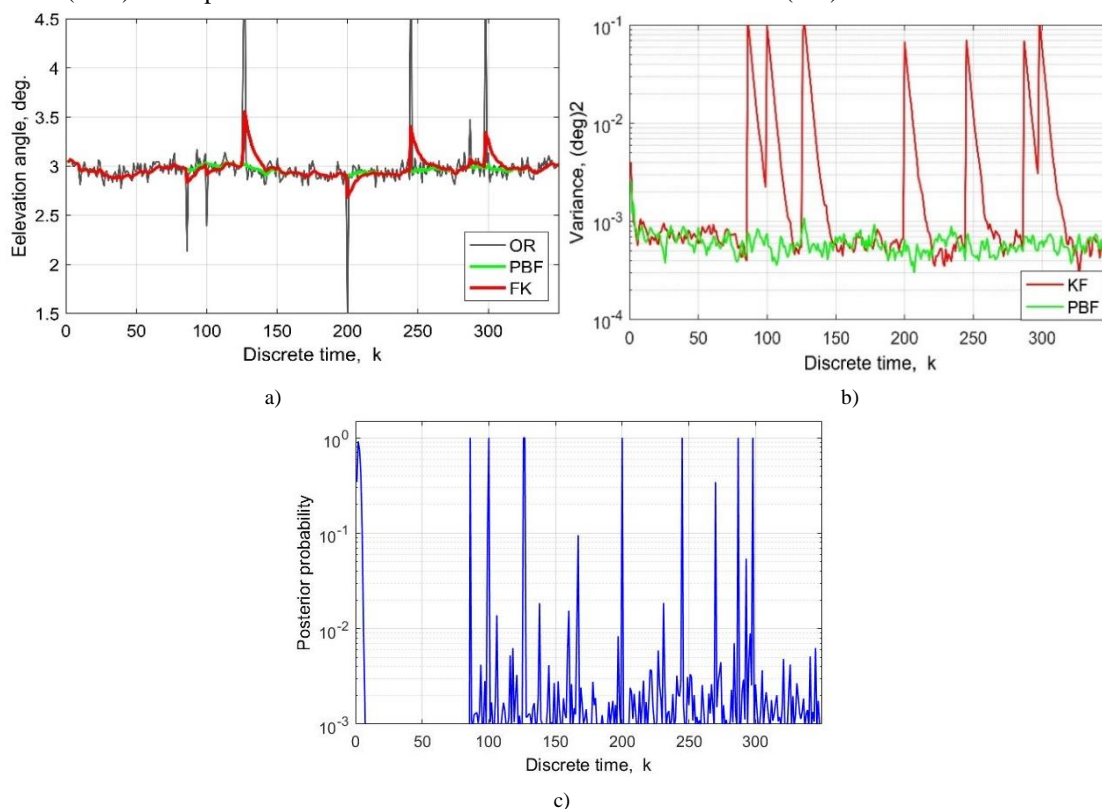 4.5
4
3.5
3
2.5
2
1.5
Eelevation angle, deg.
0 50 100 150 200 250 300
Discrete time, k
OR
PBF
FK
a)
10-1
10-2
10-3
10-4
Variance, (deg)2
0 50 100 150 200 250 300
Discrete time, k
KF
PBF
b)
100
10-1
10-2
10-3
Posterior probability
0 50 100 150 200 250 300
Discrete time, k
c)